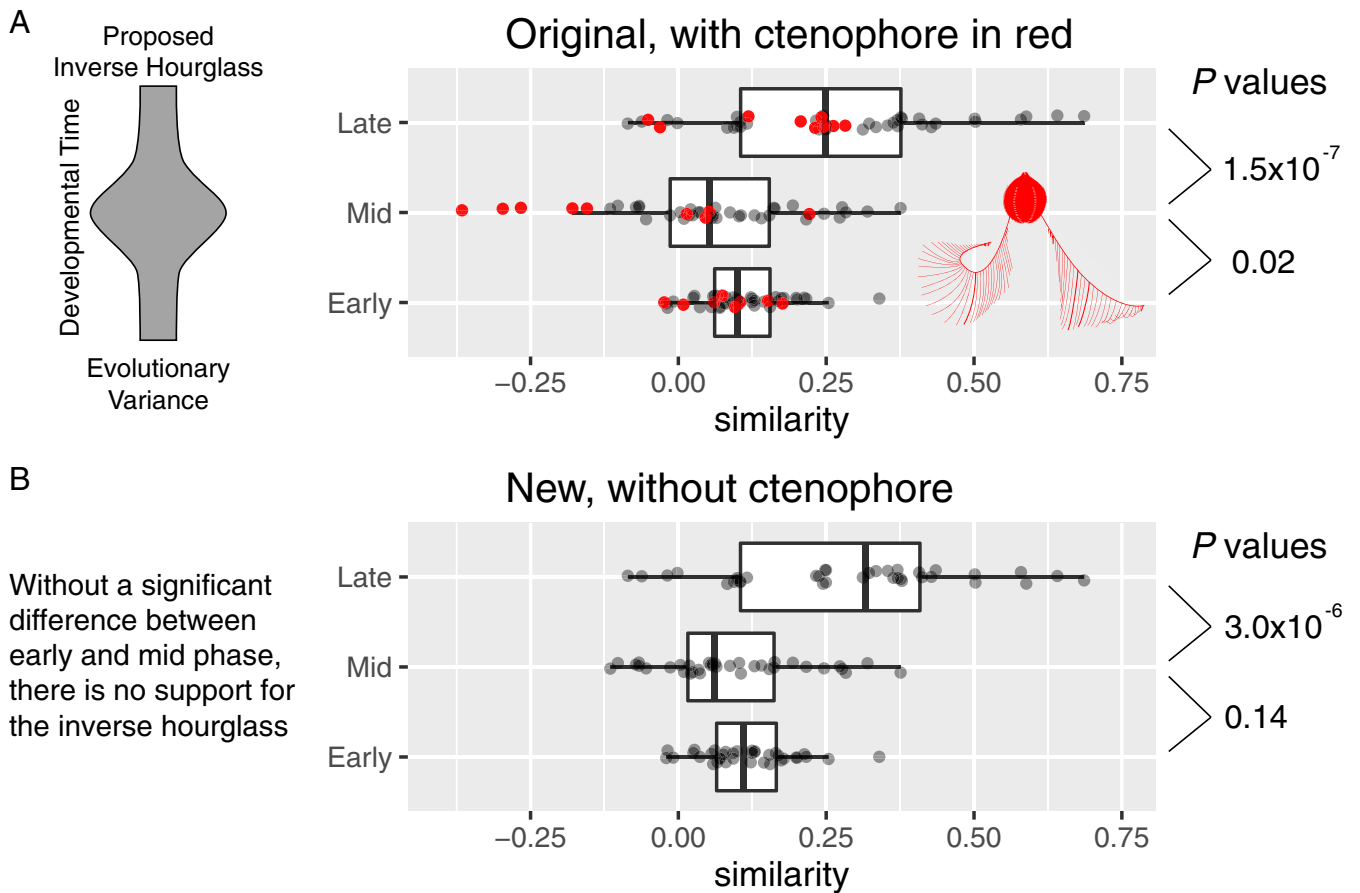 A
Proposed
Inverse Hourglass
Developmental Time
Evolutionary
Variance
Original, with ctenophore in red
Late
Mid
Early
−0.25 0.00 0.25 0.50 0.75
similarity
P values
1.5x10^-7
0.02
B
Without a significant
difference between
early and mid phase,
there is no support for
the inverse hourglass
New, without ctenophore
Late
Mid
Early
−0.25 0.00 0.25 0.50 0.75
similarity
P values
3.0x10^-6
0.14